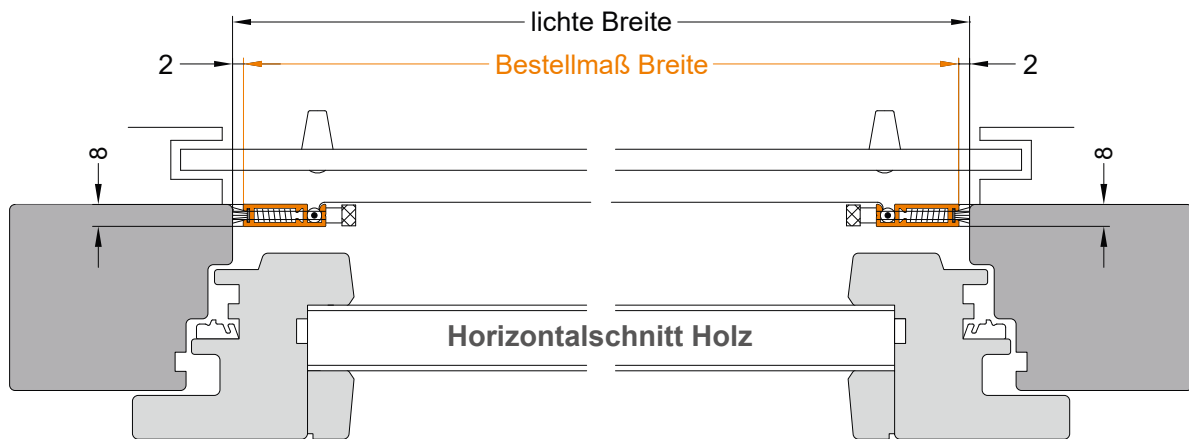 lichte Breite
2 Bestellmaß Breite 2
8 8
Horizontalschnitt Holz